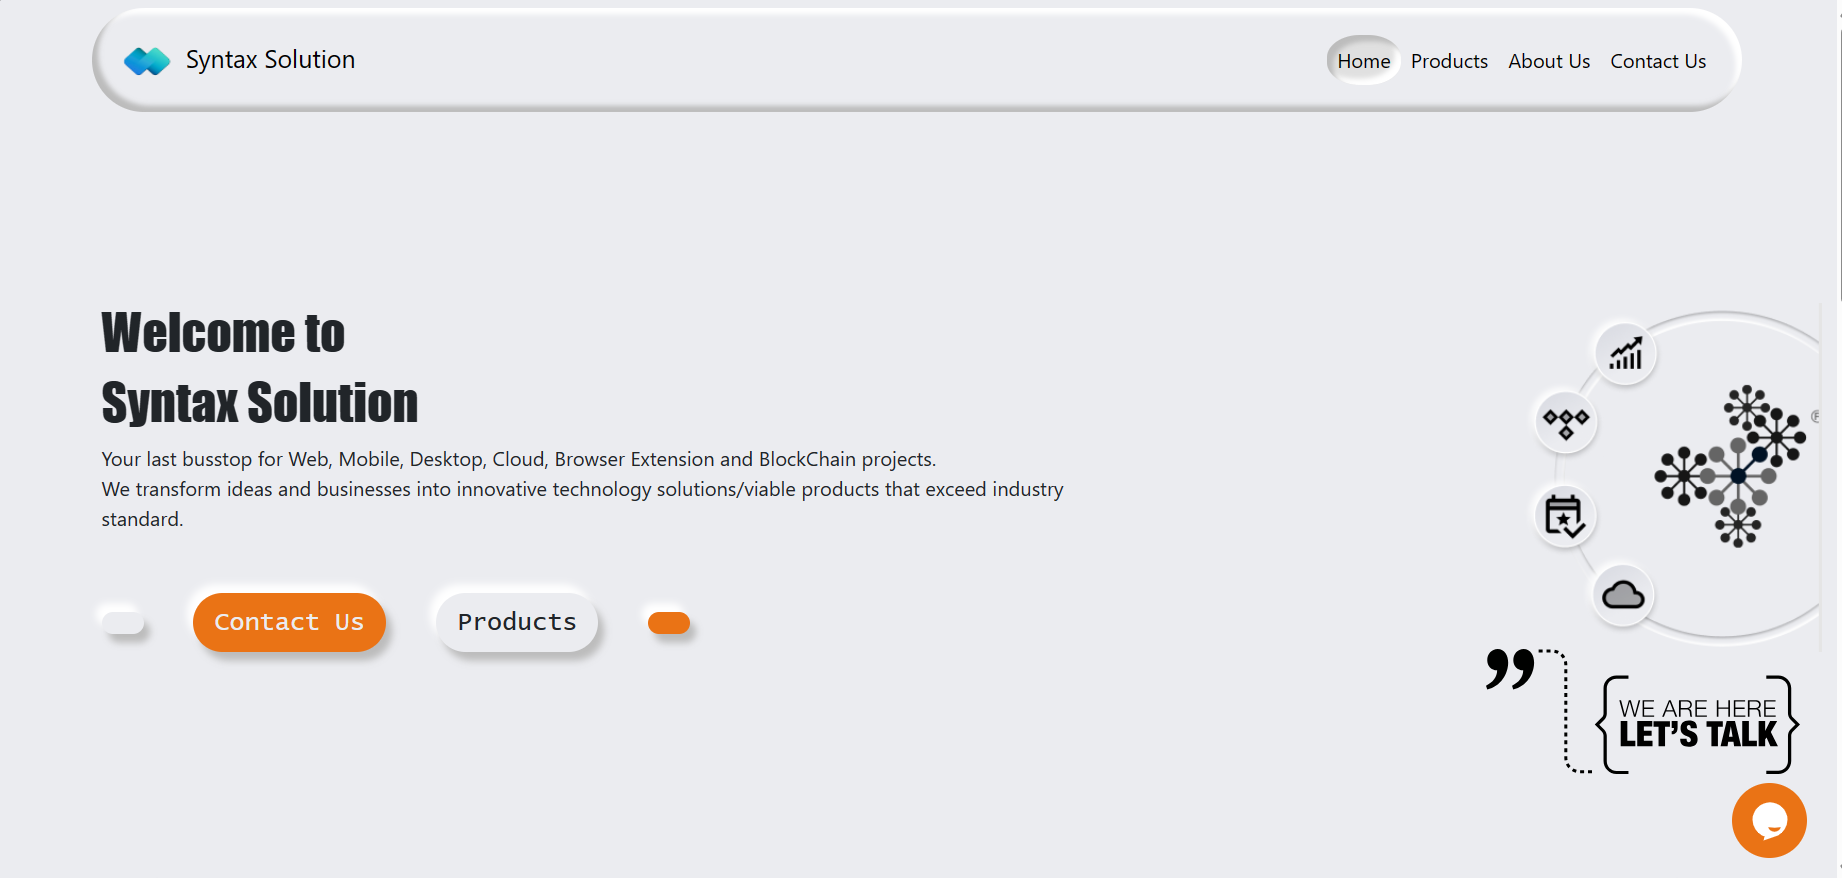 Syntax Solution
Home
Products
About Us
Contact Us
Welcome to
Syntax Solution
Your last busstop for Web, Mobile, Desktop, Cloud, Browser Extension and BlockChain projects.
We transform ideas and businesses into innovative technology solutions/viable products that exceed industry
standard.
Contact Us
Products
WE ARE HERE
LET'S TALK